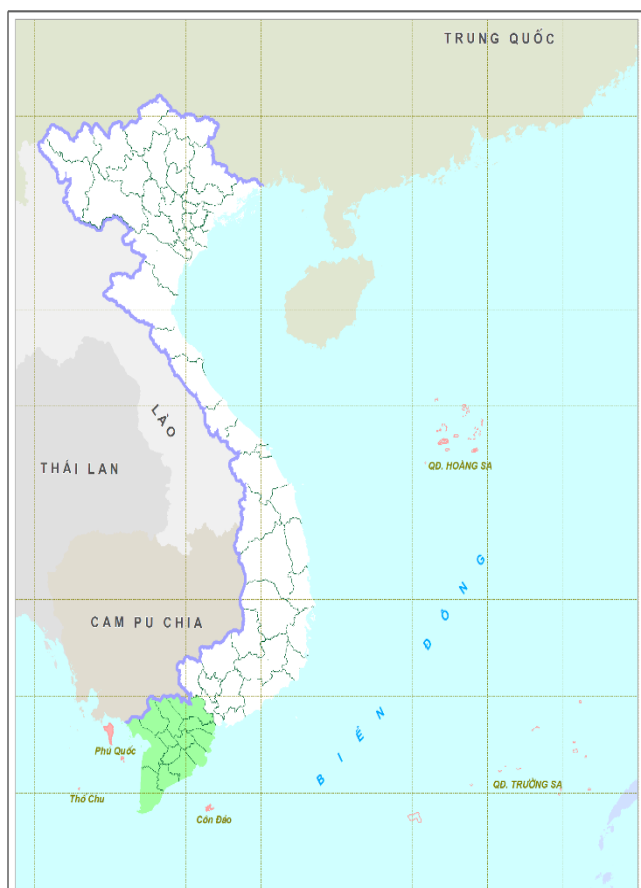 TRUNG QUỐC
LÀO
THÁI LAN
QĐ. HOÀNG SA
CAM PU CHIA
BIỂN ĐÔNG
Phú Quốc
Thổ Chu
Côn Đảo
QĐ. TRƯỜNG SA